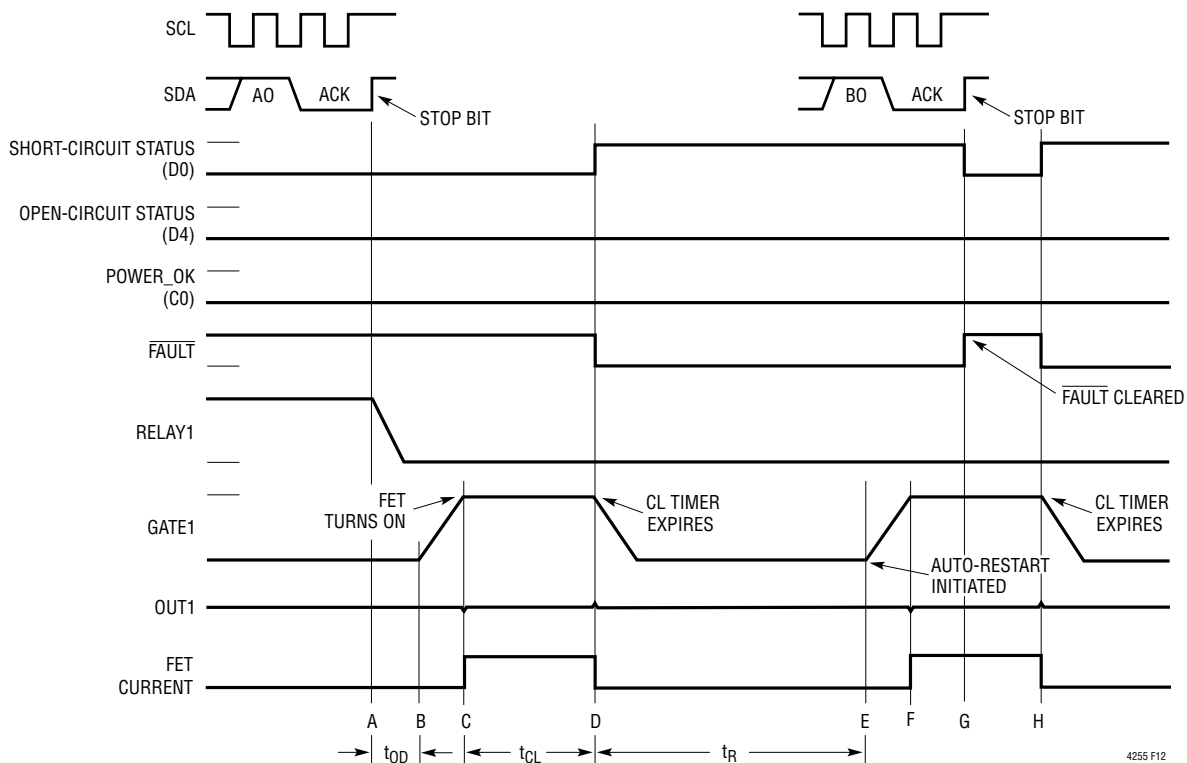 SCL
SDA
AO
ACK
STOP BIT
BO
ACK
STOP BIT
SHORT-CIRCUIT STATUS
(D0)
OPEN-CIRCUIT STATUS
(D4)
POWER_OK
(C0)
FAULT
FAULT CLEARED
RELAY1
FET
TURNS ON
CL TIMER
EXPIRES
CL TIMER
EXPIRES
GATE1
AUTO-RESTART
INITIATED
OUT1
FET
CURRENT
A B C D E F G H
tOD tCL tR
4255 F12